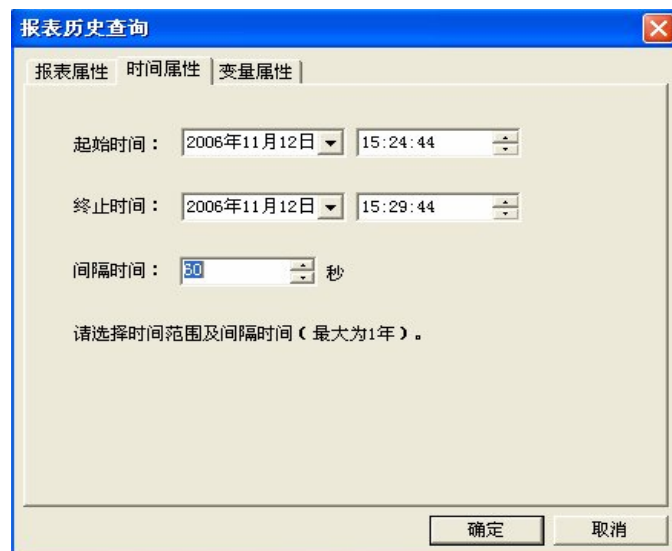 报表历史查询
报表属性 时间属性 变量属性
起始时间： 2006年11月12日 15:24:44
终止时间： 2006年11月12日 15:29:44
间隔时间： 60 秒
请选择时间范围及间隔时间（最大为1年）。
确定 取消